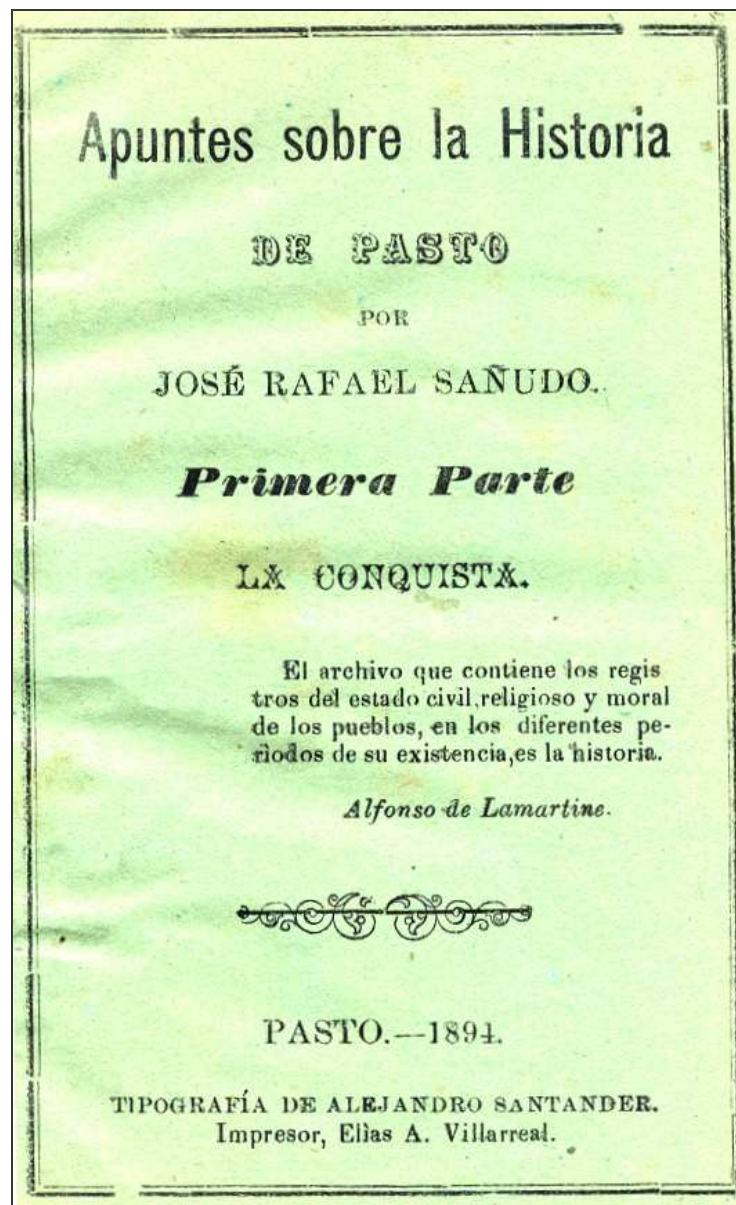 Apuntes sobre la Historia
DE PASTO
POR
JOSÉ RAFAEL SAÑUDO.
Primera Parte
LA CONQUISTA.
El archivo que contiene los regis
tros del estado civil,religioso y moral
de los pueblos, en los diferentes pe-
riodos de su existencia,es la historia.
Alfonso de Lamartine.
PASTO.—1894.
TIPOGRAFÍA DE ALEJANDRO SANTANDER.
Impresor, Elías A. Villarreal.